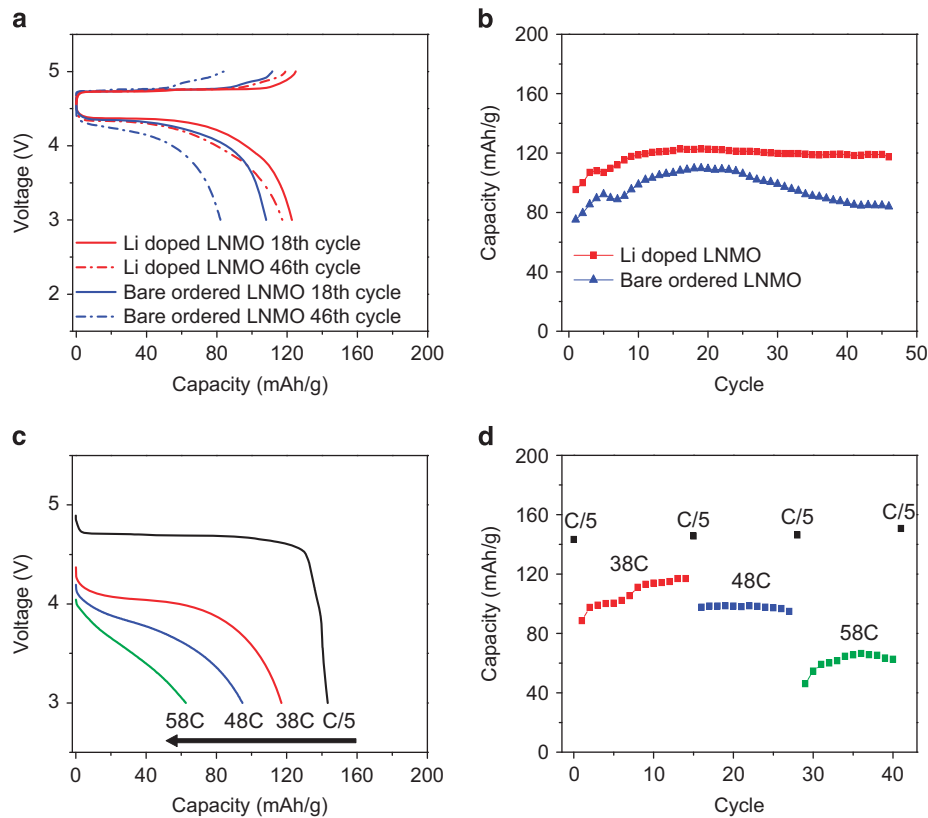 a
5
4
3
2
Voltage (V)
Li doped LNMO 18th cycle
Li doped LNMO 46th cycle
Bare ordered LNMO 18th cycle
Bare ordered LNMO 46th cycle
0 40 80 120 160 200
Capacity (mAh/g)
b
200
160
120
80
40
0
Capacity (mAh/g)
Li doped LNMO
Bare ordered LNMO
0 10 20 30 40 50
Cycle
c
5
4
3
Voltage (V)
58C 48C 38C C/5
0 40 80 120 160 200
Capacity (mAh/g)
d
200
160
120
80
40
0
Capacity (mAh/g)
C/5 C/5 C/5 C/5
38C
48C
58C
0 10 20 30 40
Cycle